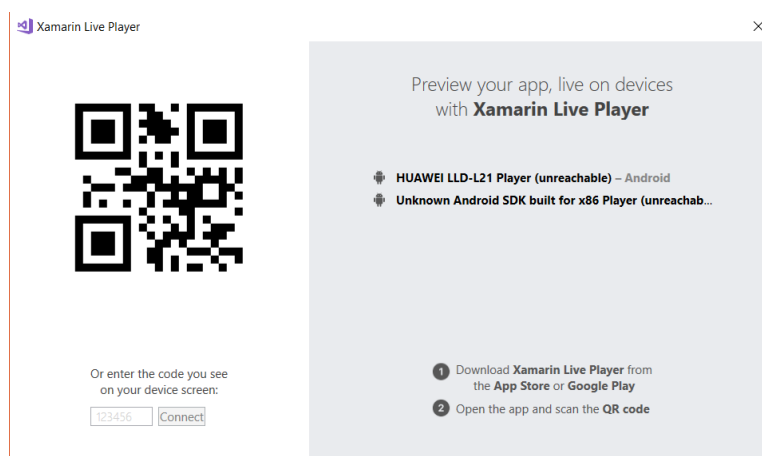 Xamarin Live Player
Preview your app, live on devices
with Xamarin Live Player
HUAWEI LLD-L21 Player (unreachable) – Android
Unknown Android SDK built for x86 Player (unreachab...
Or enter the code you see
on your device screen:
123456 Connect
1 Download Xamarin Live Player from
the App Store or Google Play
2 Open the app and scan the QR code